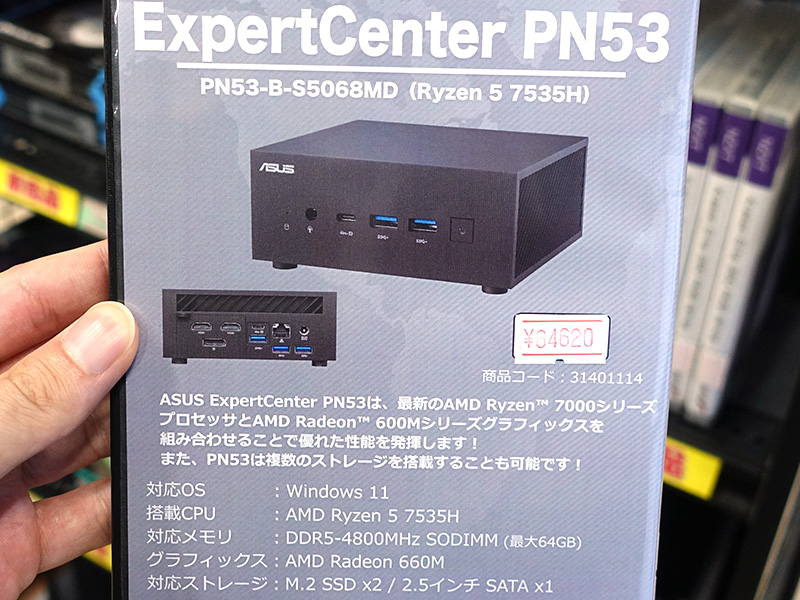 ExpertCenter PN53
PN53-B-S5068MD（Ryzen 5 7535H）
ASUS
¥34620
商品コード：31401114
ASUS ExpertCenter PN53は、最新のAMD Ryzen™ 7000シリーズ
プロセッサとAMD Radeon™ 600Mシリーズグラフィックスを
組み合わせることで優れた性能を発揮します！
また、PN53は複数のストレージを搭載することも可能です！
対応OS ：Windows 11
搭載CPU ：AMD Ryzen 5 7535H
対応メモリ ：DDR5-4800MHz SODIMM (最大64GB)
グラフィックス：AMD Radeon 660M
対応ストレージ：M.2 SSD x2 / 2.5インチ SATA x1